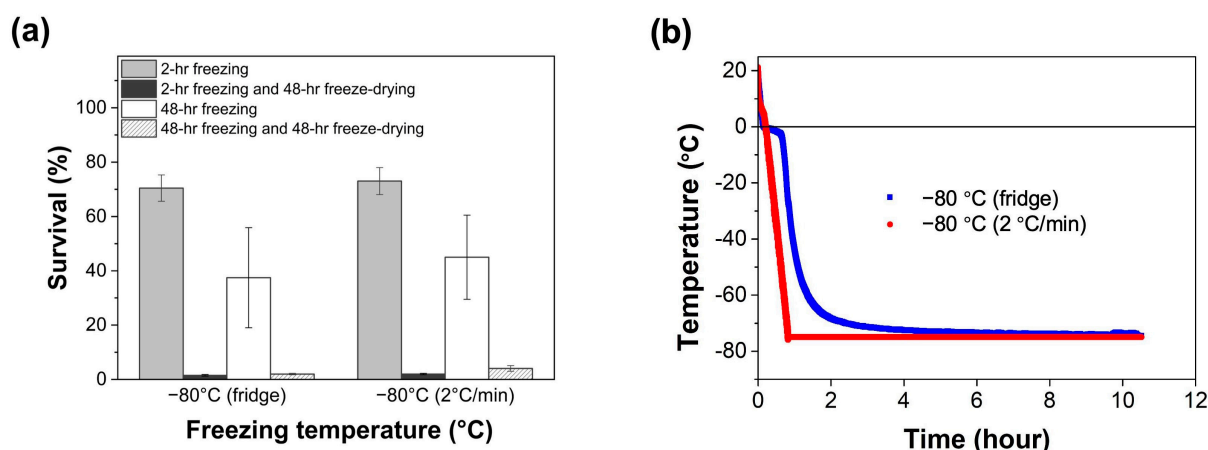 (a)
2-hr freezing
2-hr freezing and 48-hr freeze-drying
48-hr freezing
48-hr freezing and 48-hr freeze-drying
100
80
60
40
20
0
Survival (%)
−80°C (fridge)
−80°C (2°C/min)
Freezing temperature (°C)
(b)
20
0
-20
-40
-60
-80
Temperature (°C)
−80 °C (fridge)
−80 °C (2 °C/min)
0
2
4
6
8
10
12
Time (hour)